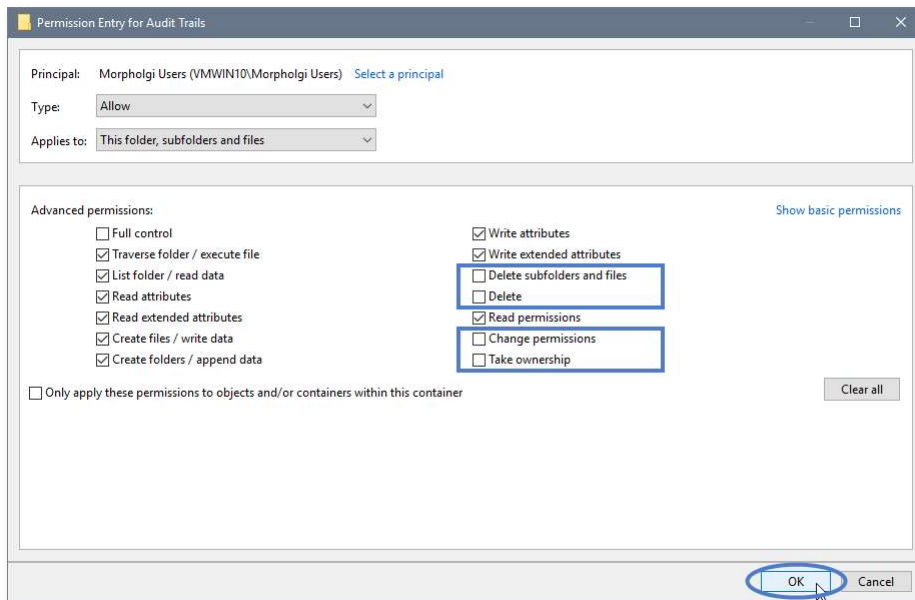 Permission Entry for Audit Trails
Principal: Morpholgi Users (VMWIN10\Morpholgi Users) Select a principal
Type: Allow
Applies to: This folder, subfolders and files
Advanced permissions: Show basic permissions
Full control Write attributes
Traverse folder / execute file Write extended attributes
List folder / read data Delete subfolders and files
Read attributes Delete
Read extended attributes Read permissions
Create files / write data Change permissions
Create folders / append data Take ownership
Only apply these permissions to objects and/or containers within this container Clear all
OK Cancel